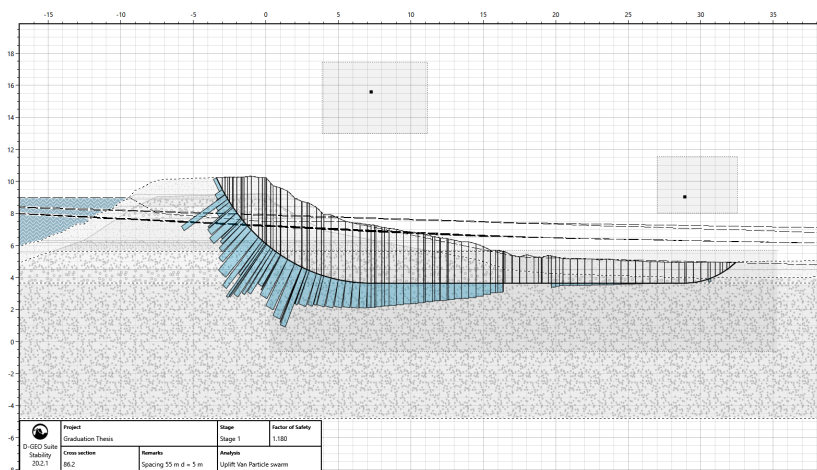 -15 -10 -5 0 5 10 15 20 25 30 35
18
16
14
12
10
8
6
4
2
0
-2
-4
-6
-8
D-GEO Suite
Stability
20.2.1
Project
Graduation Thesis
Stage
Stage 1
Factor of Safety
1.180
Cross section
86.2
Remarks
Spacing 55 m d = 5 m
Analysis
Uplift Van Particle swarm